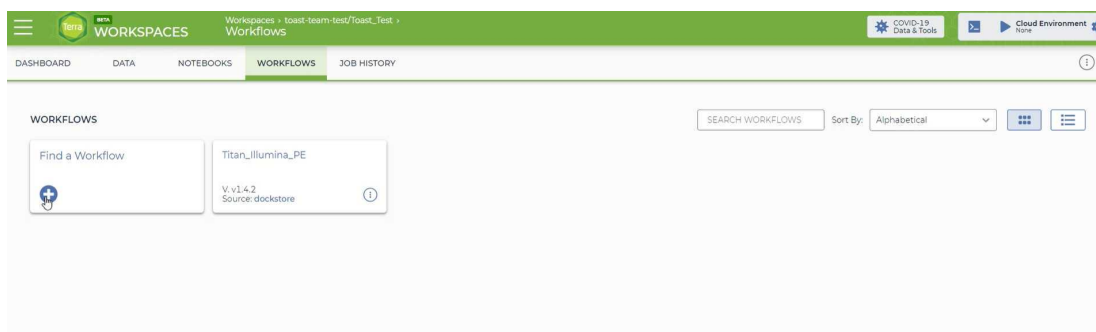 Terra
BETA
WORKSPACES
Workspaces › toast-team-test/Toast_Test ›
Workflows
COVID-19
Data & Tools
Cloud Environment
None
DASHBOARD
DATA
NOTEBOOKS
WORKFLOWS
JOB HISTORY
WORKFLOWS
SEARCH WORKFLOWS
Sort By:
Alphabetical
Find a Workflow
Titan_Illumina_PE
V. v1.4.2
Source: dockstore